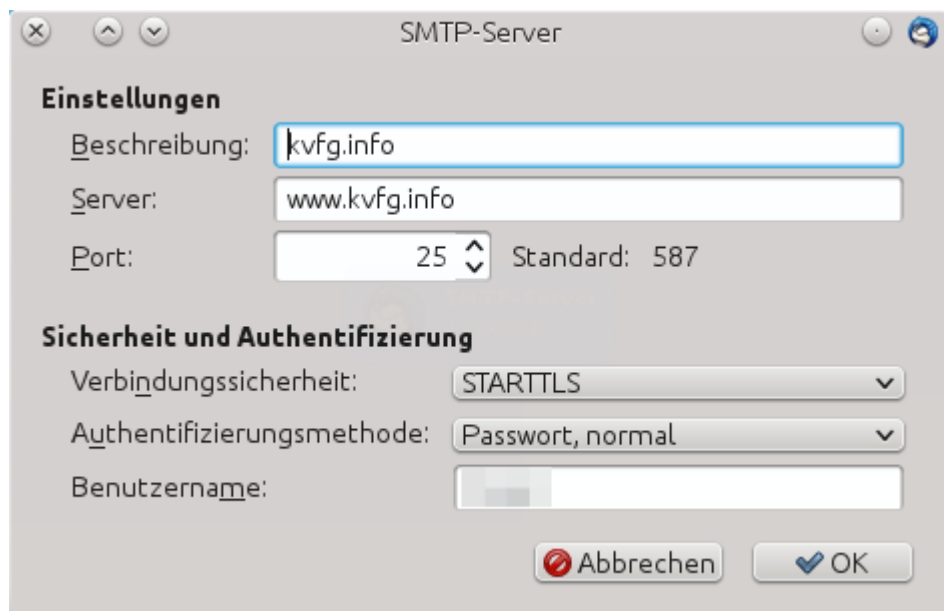 SMTP-Server
Einstellungen
Beschreibung: kvfg.info
Server: www.kvfg.info
Port: 25 Standard: 587
Sicherheit und Authentifizierung
Verbindungssicherheit: STARTTLS
Authentifizierungsmethode: Passwort, normal
Benutzername:
Abbrechen OK